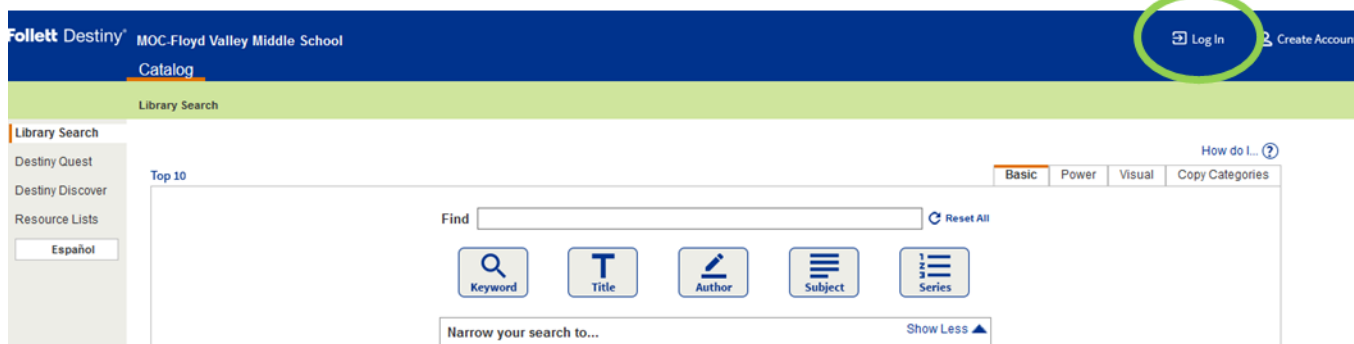 Follett Destiny® MOC-Floyd Valley Middle School Log In Create Accoun
Catalog
Library Search
Library Search
Destiny Quest
Destiny Discover
Resource Lists
Español
How do I... ?
Top 10 Basic Power Visual Copy Categories
Find Reset All
Keyword Title Author Subject Series
Narrow your search to... Show Less